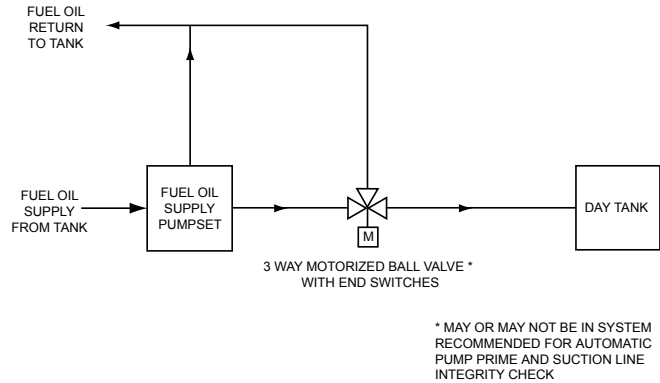 FUEL OIL
RETURN
TO TANK
FUEL OIL
SUPPLY
FROM TANK
FUEL OIL
SUPPLY
PUMPSET
M
DAY TANK
3 WAY MOTORIZED BALL VALVE *
WITH END SWITCHES
* MAY OR MAY NOT BE IN SYSTEM
RECOMMENDED FOR AUTOMATIC
PUMP PRIME AND SUCTION LINE
INTEGRITY CHECK